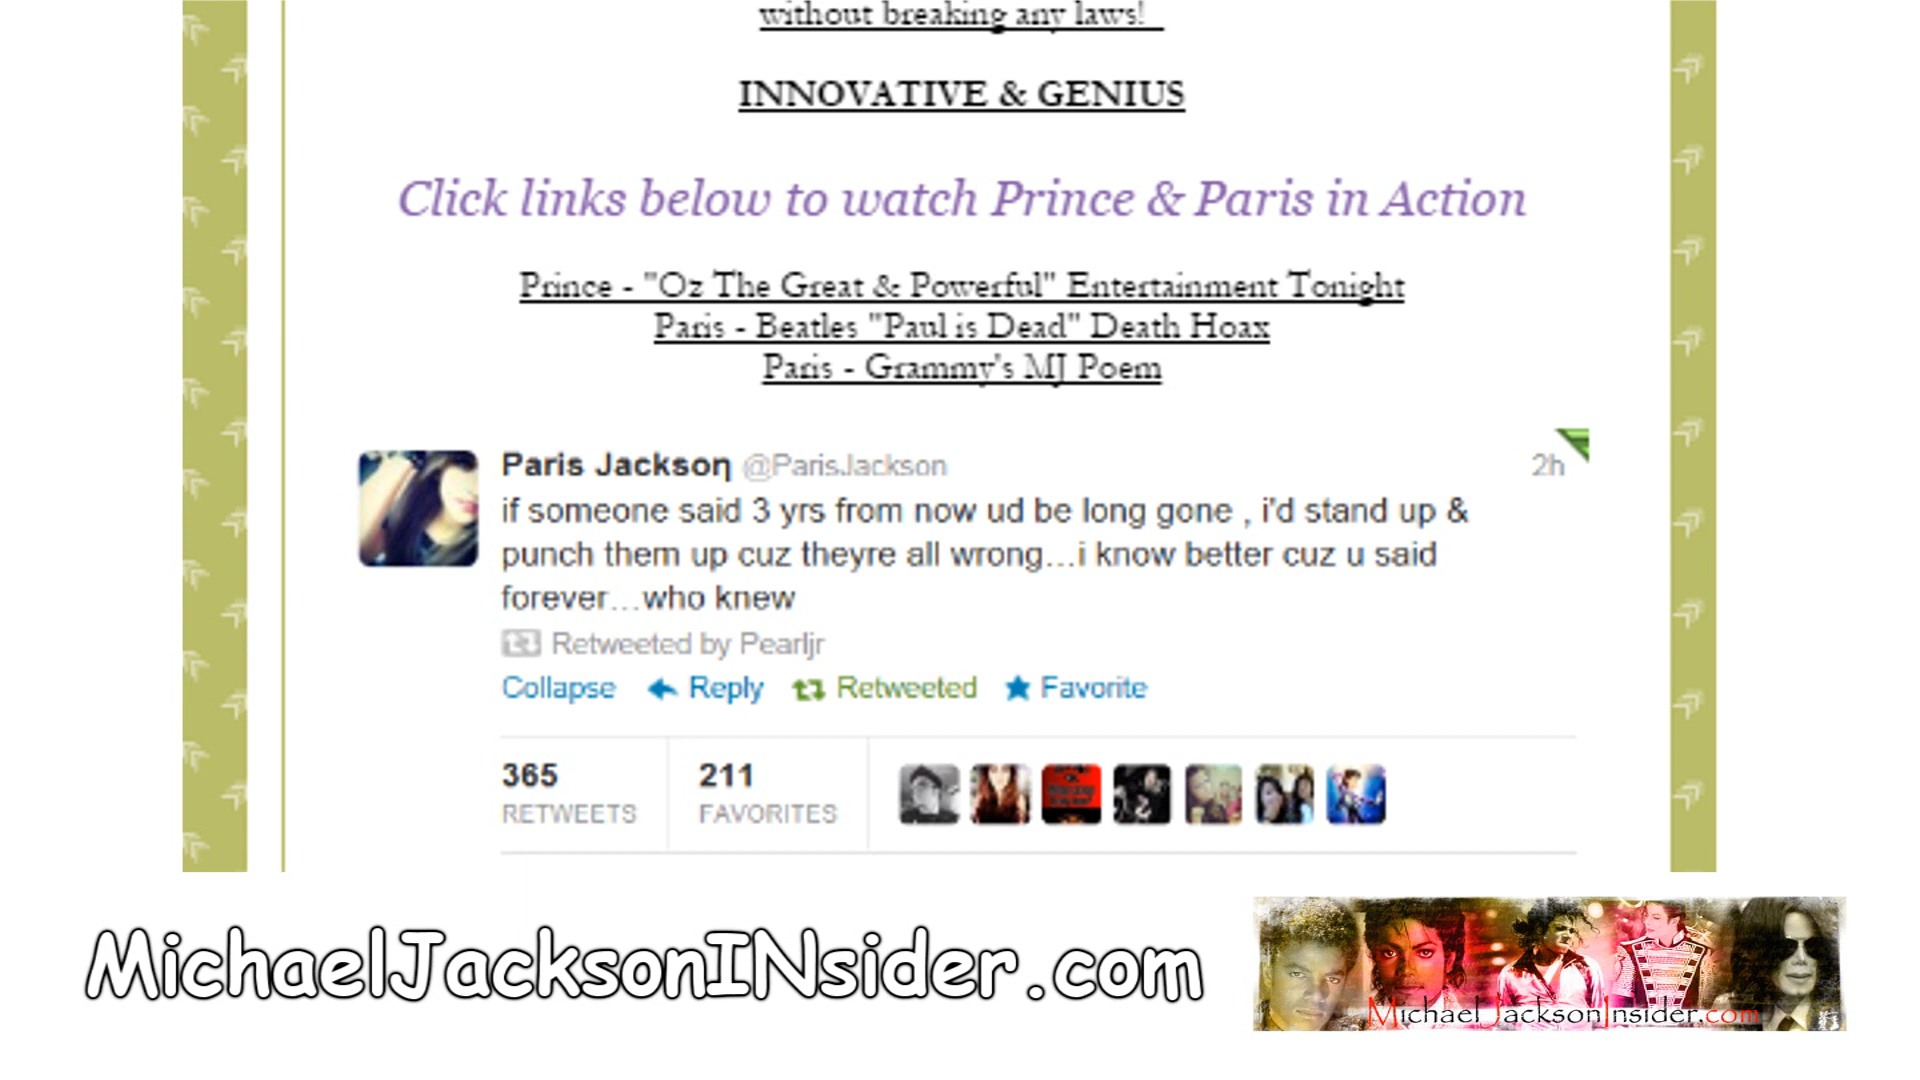 without breaking any laws!
INNOVATIVE & GENIUS
Click links below to watch Prince & Paris in Action
Prince - "Oz The Great & Powerful" Entertainment Tonight
Paris - Beatles "Paul is Dead" Death Hoax
Paris - Grammy's MJ Poem
Paris Jacksoη @ParisJackson 2h
if someone said 3 yrs from now ud be long gone , i'd stand up &
punch them up cuz theyre all wrong...i know better cuz u said
forever...who knew
Retweeted by Pearljr
Collapse Reply Retweeted Favorite
365 211
RETWEETS FAVORITES
MichaelJacksonINsider.com
MichaelJacksonInsider.com